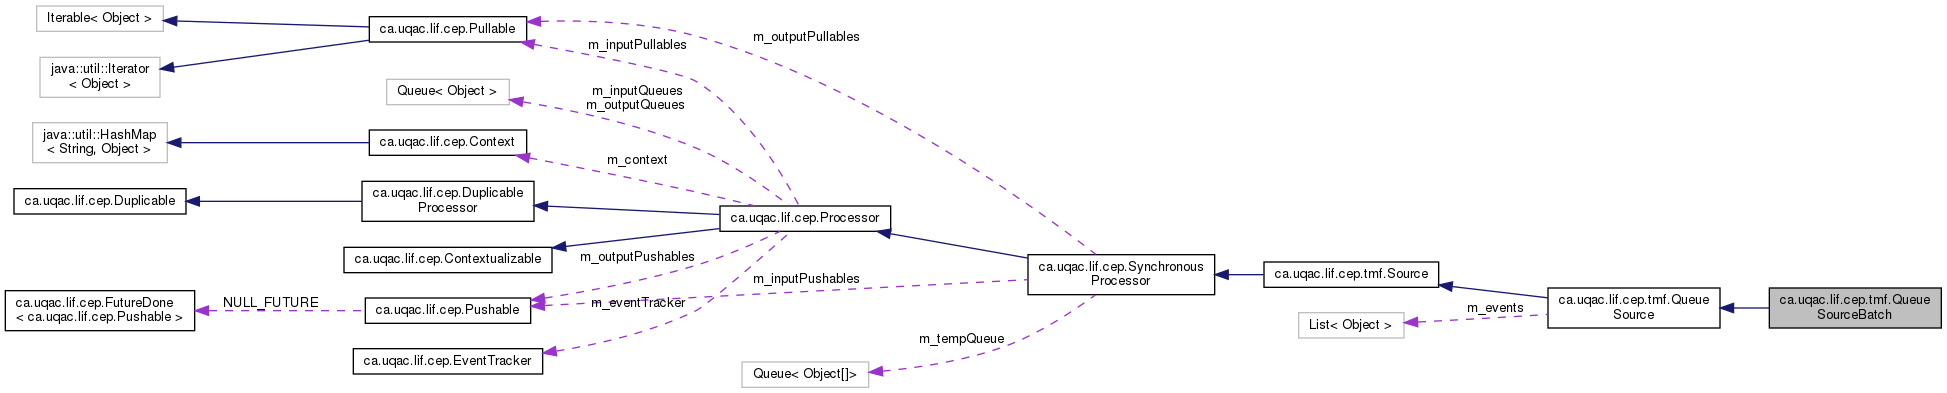 Iterable< Object >
java::util::Iterator
< Object >
java::util::HashMap
< String, Object >
ca.uqac.lif.cep.Duplicable
ca.uqac.lif.cep.FutureDone
< ca.uqac.lif.cep.Pushable >
NULL_FUTURE
ca.uqac.lif.cep.Pullable
Queue< Object >
ca.uqac.lif.cep.Context
ca.uqac.lif.cep.Duplicable
Processor
ca.uqac.lif.cep.Contextualizable
ca.uqac.lif.cep.Pushable
ca.uqac.lif.cep.EventTracker
m_inputPullables
m_inputQueues
m_outputQueues
m_context
m_outputPushables
m_eventTracker
m_outputPullables
ca.uqac.lif.cep.Processor
m_inputPushables
Queue< Object[]>
m_tempQueue
ca.uqac.lif.cep.Synchronous
Processor
ca.uqac.lif.cep.tmf.Source
List< Object >
m_events
ca.uqac.lif.cep.tmf.Queue
Source
ca.uqac.lif.cep.tmf.Queue
SourceBatch